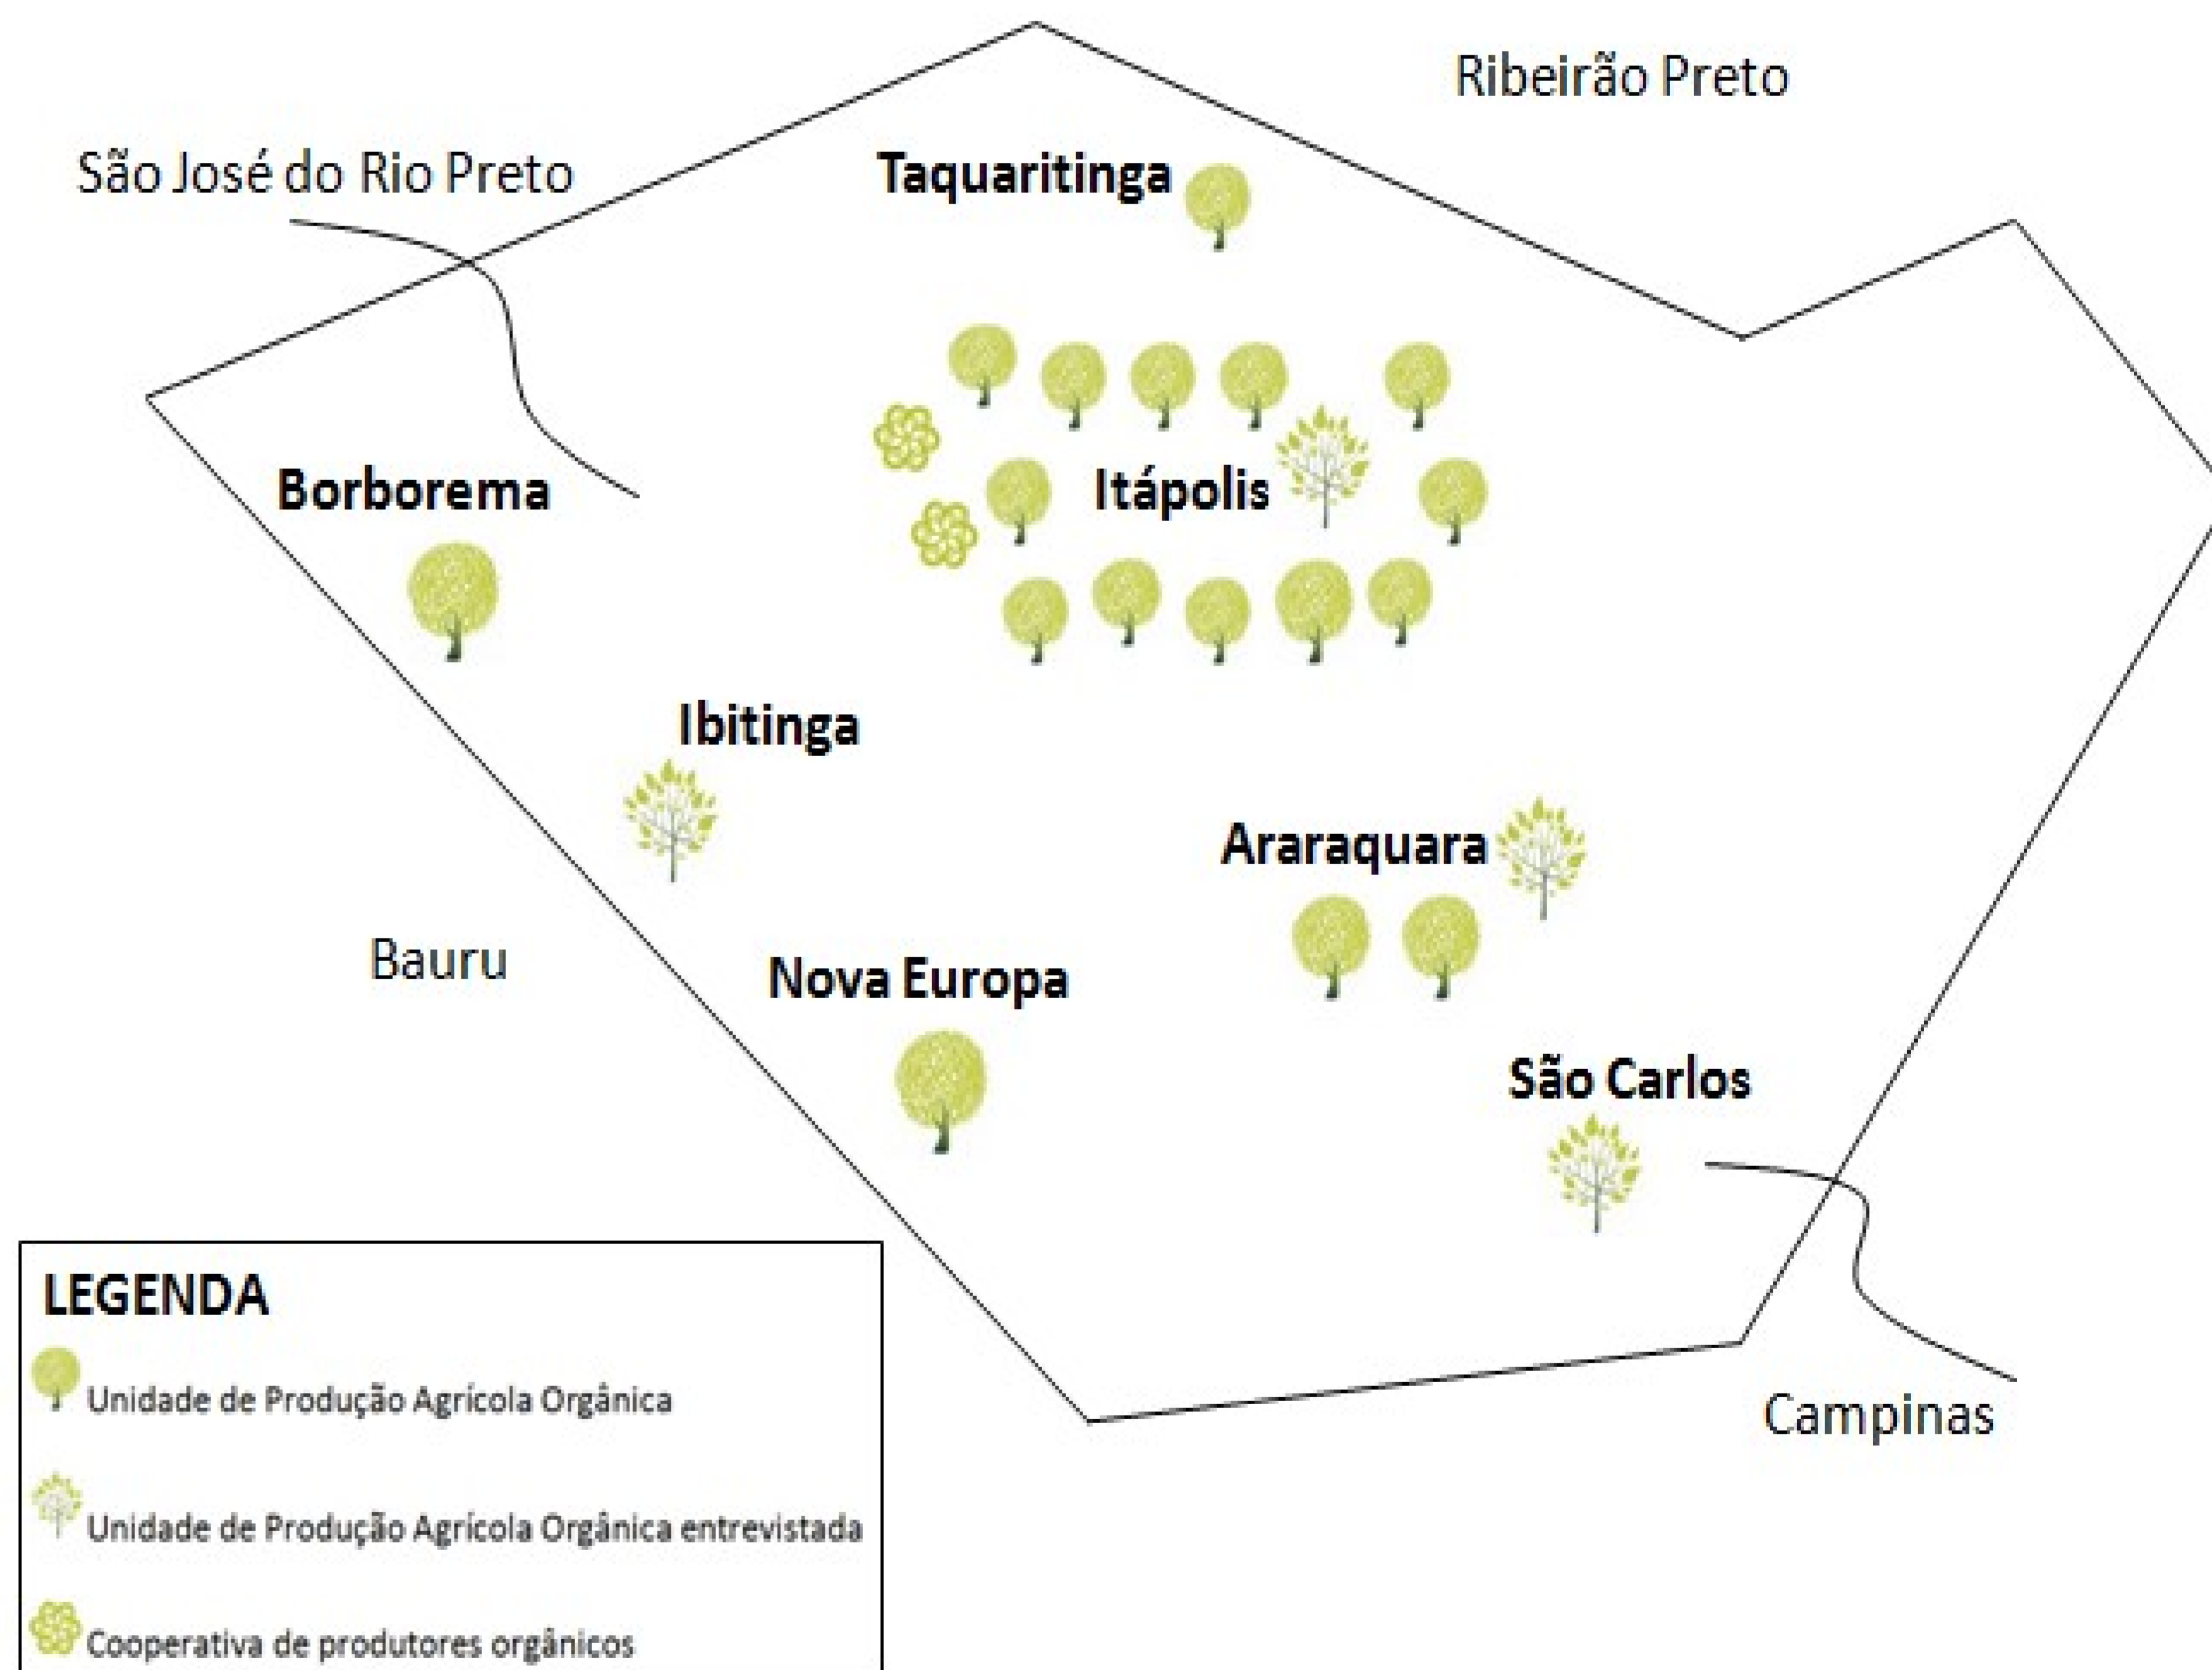 Ribeirão Preto
São José do Rio Preto
Taquaritinga
Borborema
Itápolis
Ibitinga
Araraquara
Bauru
Nova Europa
São Carlos
LEGENDA
Unidade de Produção Agrícola Orgânica
Unidade de Produção Agrícola Orgânica entrevistada
Cooperativa de produtores orgânicos
Campinas